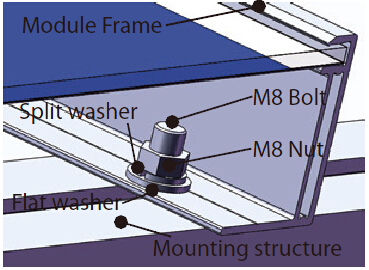 Module Frame
M8 Bolt
Split washer
M8 Nut
Flat washer
Mounting structure